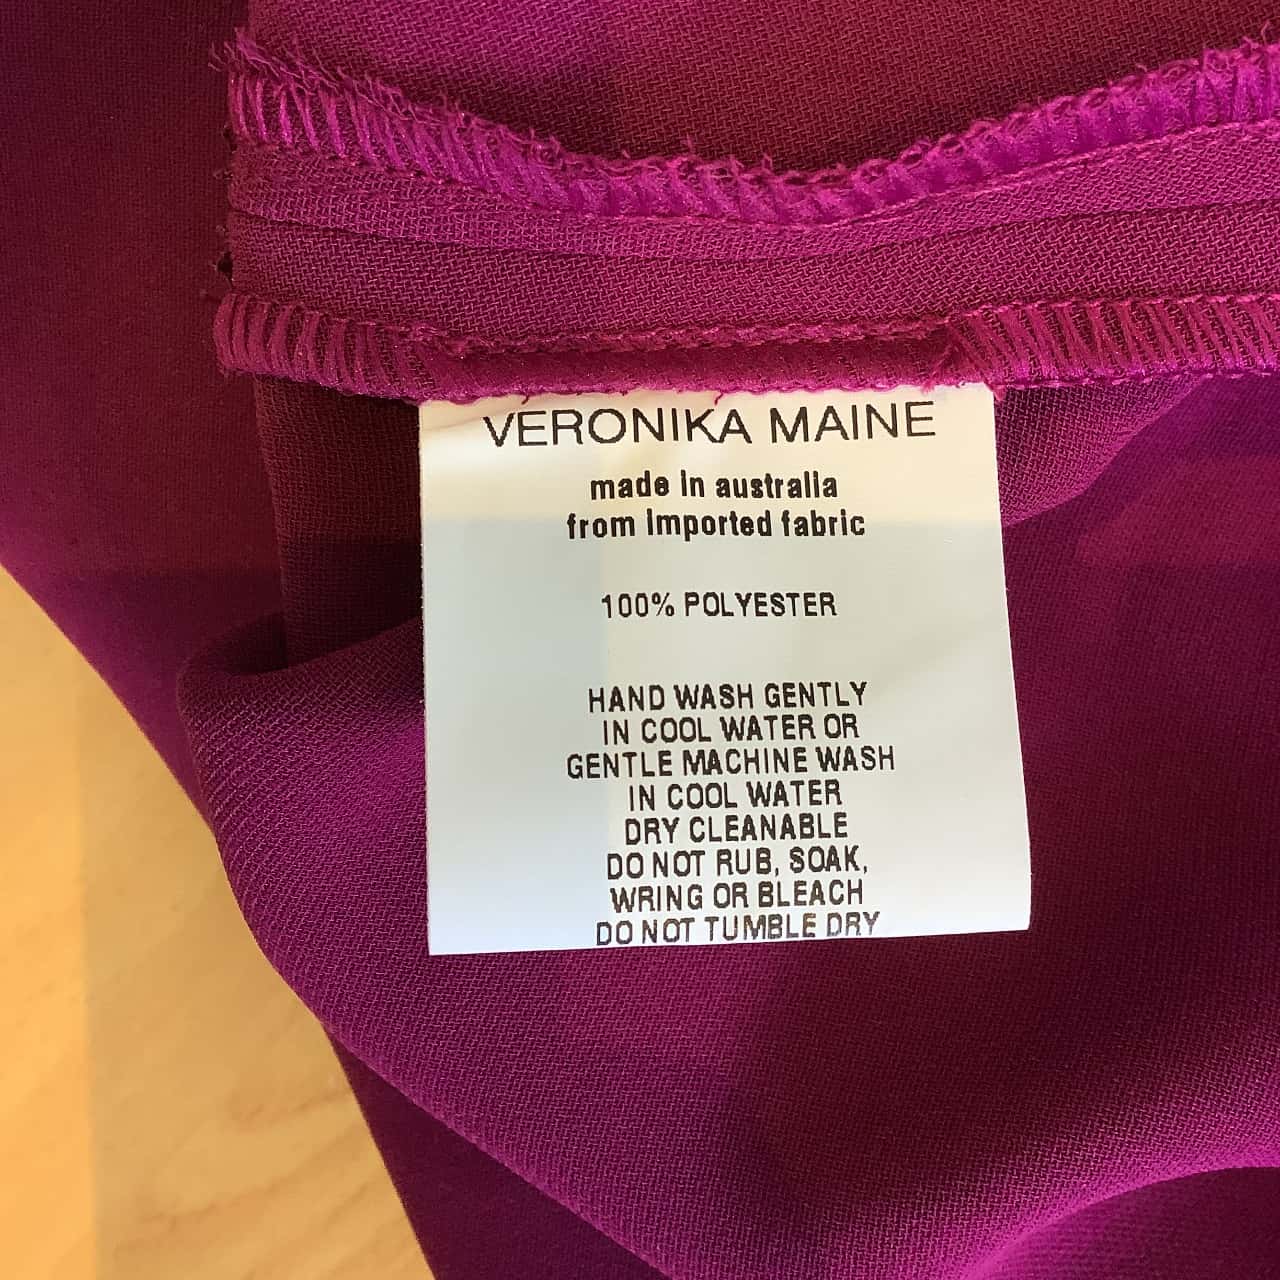 VERONIKA MAINE
made in australia
from imported fabric
100% POLYESTER
HAND WASH GENTLY
IN COOL WATER OR
GENTLE MACHINE WASH
IN COOL WATER
DRY CLEANABLE
DO NOT RUB, SOAK,
WRING OR BLEACH
DO NOT TUMBLE DRY